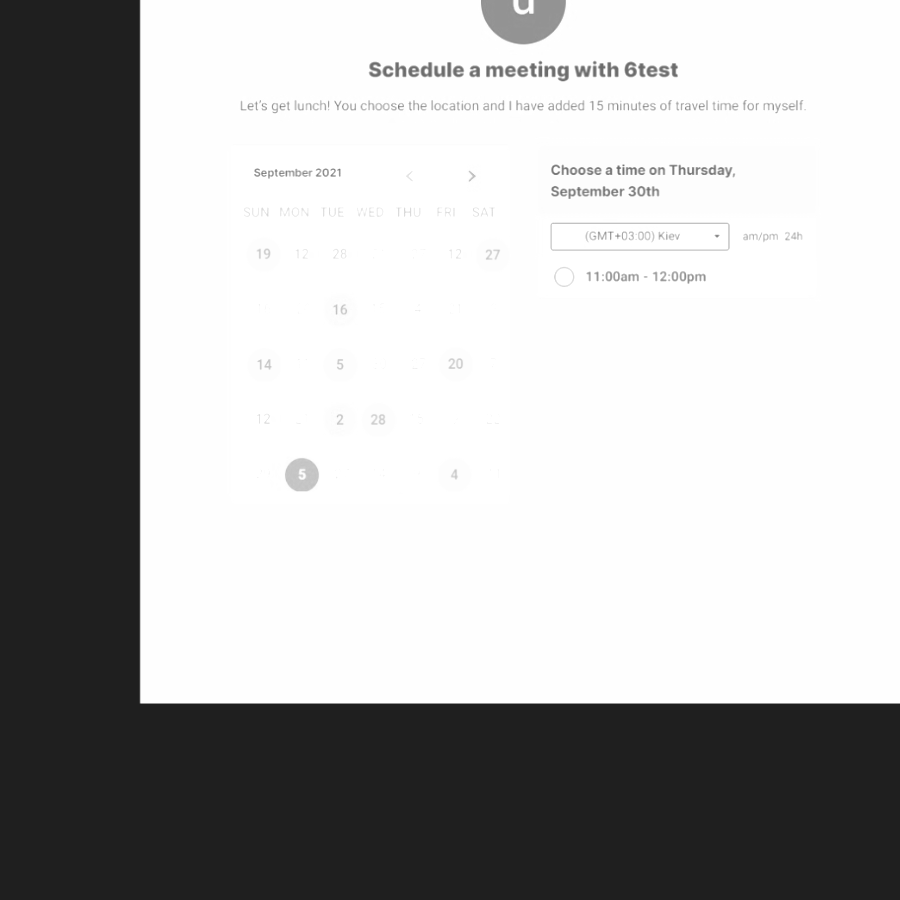 Schedule a meeting with 6test
Let's get lunch! You choose the location and I have added 15 minutes of travel time for myself.
September 2021 < >
SUN MON TUE WED THU FRI SAT
19 12 28 12 27
16
14 5 20
12 2 28
5 4
Choose a time on Thursday,
September 30th
(GMT+03:00) Kiev am/pm 24h
11:00am - 12:00pm